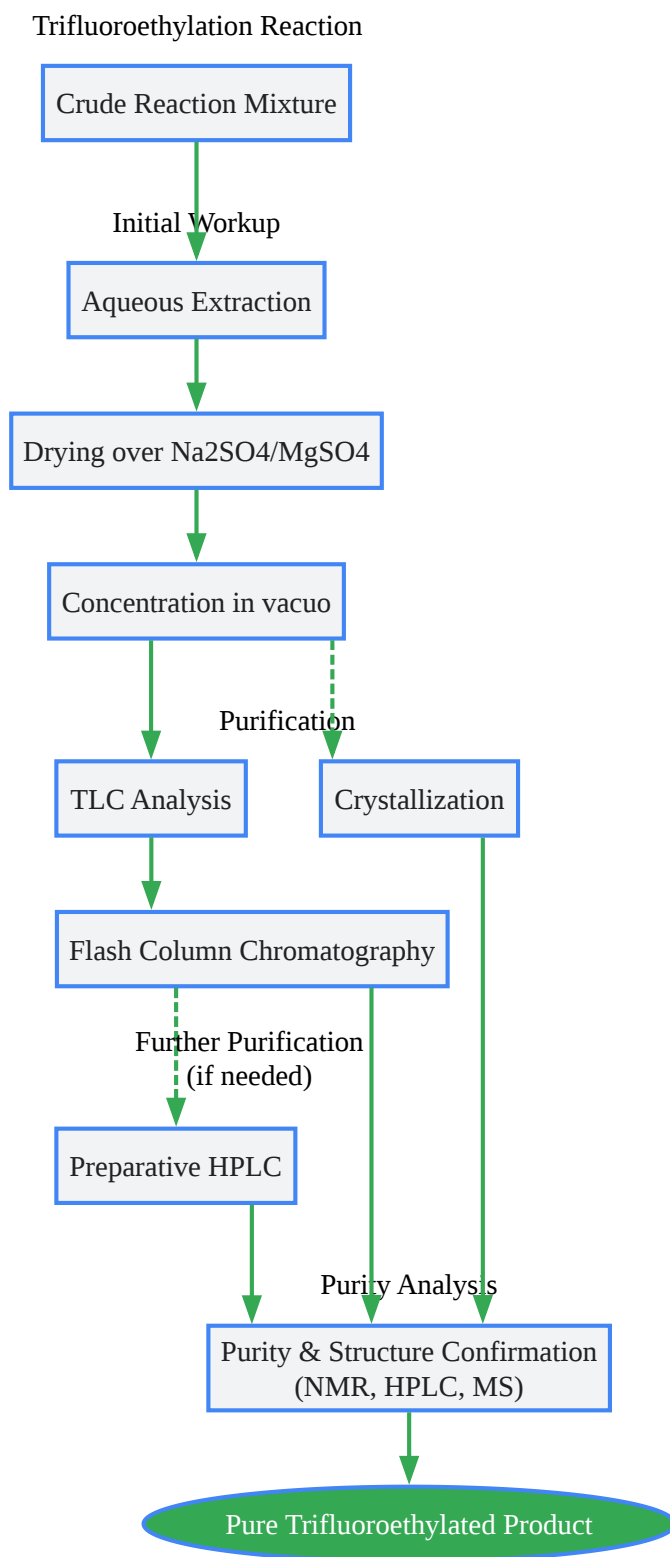 Trifluoroethylation Reaction
Crude Reaction Mixture
Initial Workup
Aqueous Extraction
Drying over Na2SO4/MgSO4
Concentration in vacuo
Purification
TLC Analysis
Crystallization
Flash Column Chromatography
Further Purification
(if needed)
Preparative HPLC
Purity Analysis
Purity & Structure Confirmation
(NMR, HPLC, MS)
Pure Trifluoroethylated Product